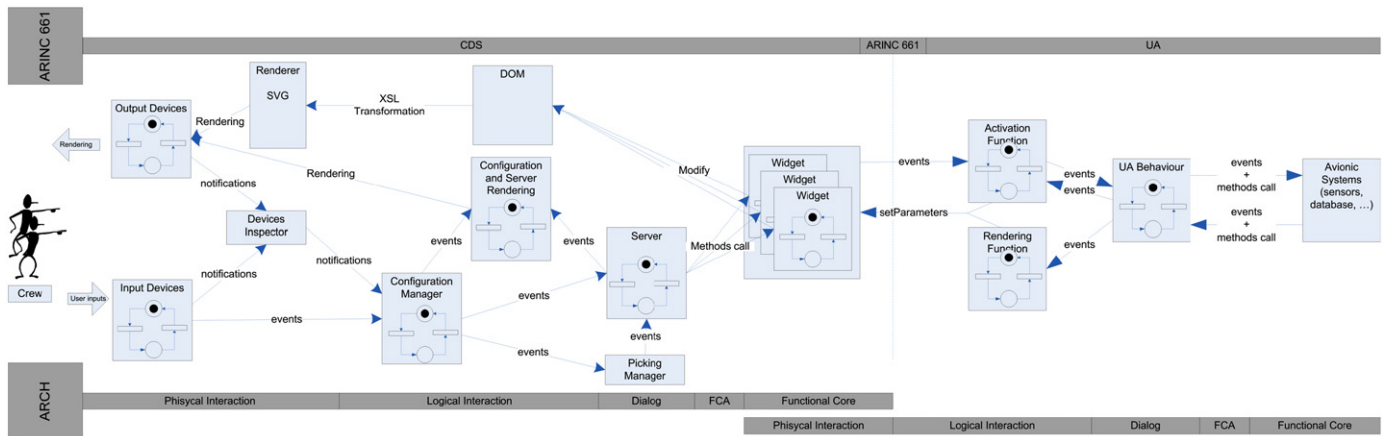 ARINC 661
CDS
ARINC 661
UA
Renderer
SVG
DOM
XSL
Transformation
Output Devices
Rendering
Rendering
Rendering
notifications
Devices
Inspector
notifications
notifications
Configuration
and Server
Rendering
events
events
Server
Modify
Methods call
Widget
Widget
Widget
events
setParameters
Activation
Function
Rendering
Function
events
events
events
UA Behaviour
events
+
methods call
events
+
methods call
Avionic
Systems
(sensors,
database, ...)
Crew
User inputs
Input Devices
events
Configuration
Manager
events
events
events
Picking
Manager
ARCH
Phisycal Interaction
Logical Interaction
Dialog
FCA
Functional Core
Phisycal Interaction
Logical Interaction
Dialog
FCA
Functional Core